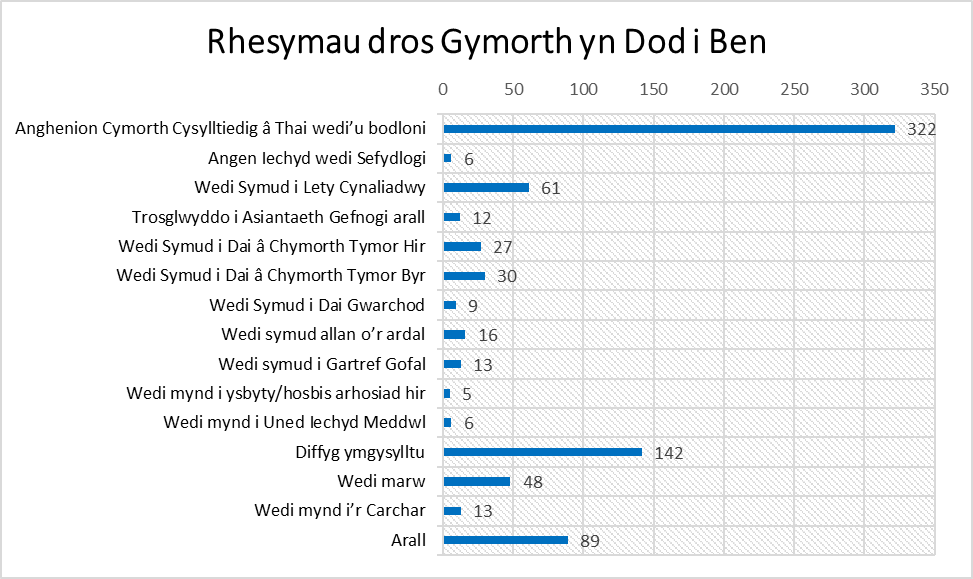 Rhesymau dros Gymorth yn Dod i Ben
0 50 100 150 200 250 300 350
Anghenion Cymorth Cysylltiedig â Thai wedi’u bodloni 322
Angen Iechyd wedi Sefydlogi 6
Wedi Symud i Lety Cynaliadwy 61
Trosglwyddo i Asiantaeth Gefnogi arall 12
Wedi Symud i Dai â Chymorth Tymor Hir 27
Wedi Symud i Dai â Chymorth Tymor Byr 30
Wedi Symud i Dai Gwarchod 9
Wedi symud allan o’r ardal 16
Wedi symud i Gartref Gofal 13
Wedi mynd i ysbyty/hosbis arhosiad hir 5
Wedi mynd i Uned Iechyd Meddwl 6
Diffyg ymgysylltu 142
Wedi marw 48
Wedi mynd i’r Carchar 13
Arall 89